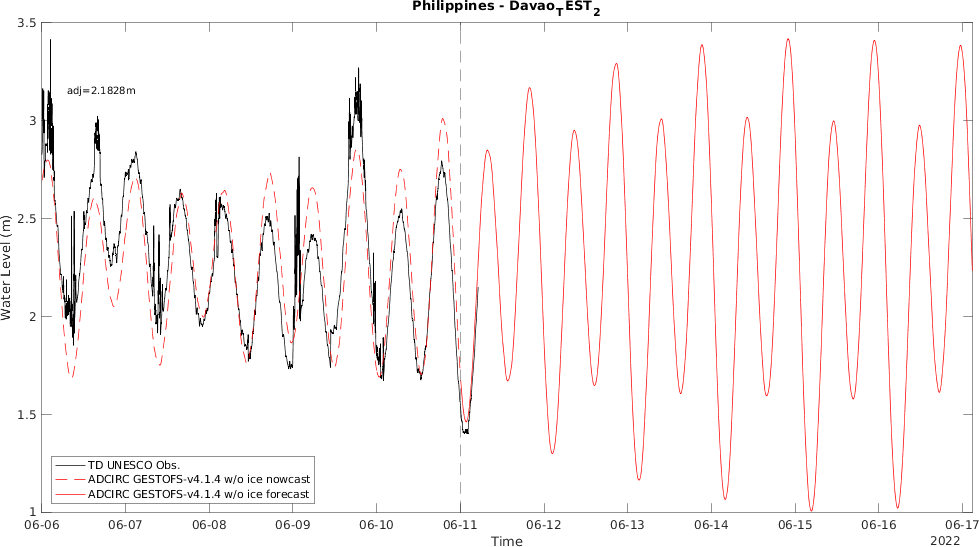 Philippines - Davao_TEST_2
3.5
3
2.5
2
1.5
1
Water Level (m)
adj=2.1828m
TD UNESCO Obs.
ADCIRC GESTOFS-v4.1.4 w/o ice nowcast
ADCIRC GESTOFS-v4.1.4 w/o ice forecast
06-06 06-07 06-08 06-09 06-10 06-11 06-12 06-13 06-14 06-15 06-16 06-17
Time
2022